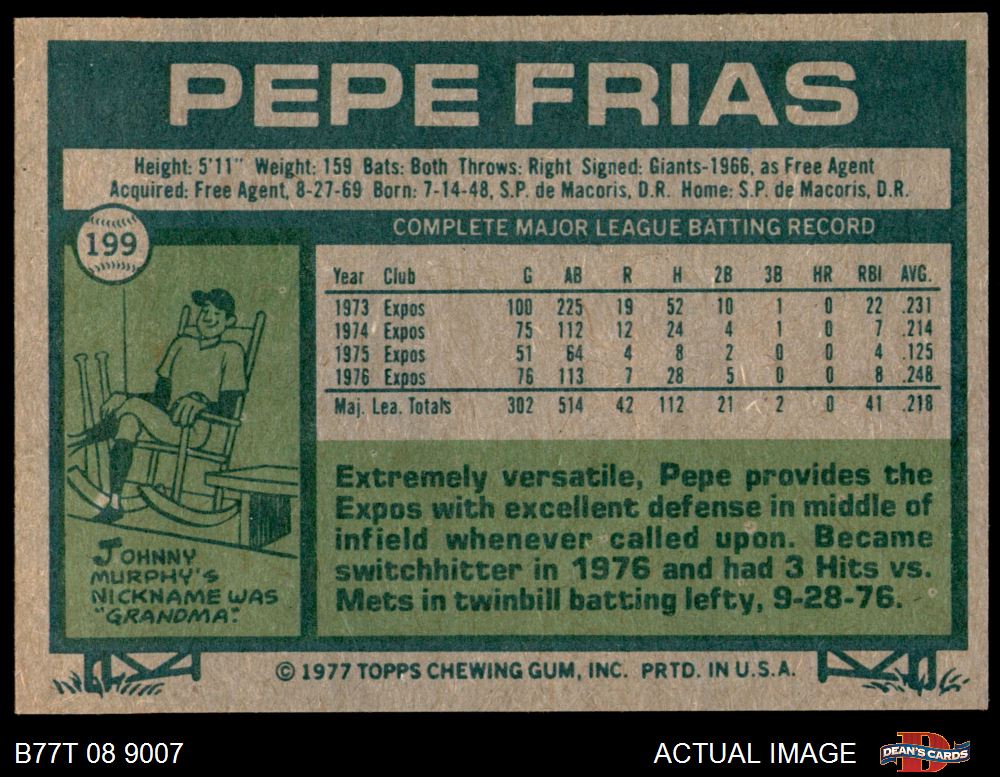 PEPE FRIAS
Height: 5'11" Weight: 159 Bats: Both Throws: Right Signed: Giants-1966, as Free Agent
Acquired: Free Agent, 8-27-69 Born: 7-14-48, S.P. de Macoris, D.R. Home: S.P. de Macoris, D.R.
199
COMPLETE MAJOR LEAGUE BATTING RECORD
Year Club G AB R H 2B 3B HR RBI AVG.
1973 Expos 100 225 19 52 10 1 0 22 .231
1974 Expos 75 112 12 24 4 1 0 7 .214
1975 Expos 51 64 4 8 2 0 0 4 .125
1976 Expos 76 113 7 28 5 0 0 8 .248
Maj. Lea. Totals 302 514 42 112 21 2 0 41 .218
Extremely versatile, Pepe provides the
Expos with excellent defense in middle of
infield whenever called upon. Became
switchhitter in 1976 and had 3 Hits vs.
Mets in twinbill batting lefty, 9-28-76.
JOHNNY
MURPHY'S
NICKNAME WAS
"GRANDMA."
© 1977 TOPPS CHEWING GUM, INC. PRTD. IN U.S.A.
B77T 08 9007
ACTUAL IMAGE
D
DEAN'S CARDS